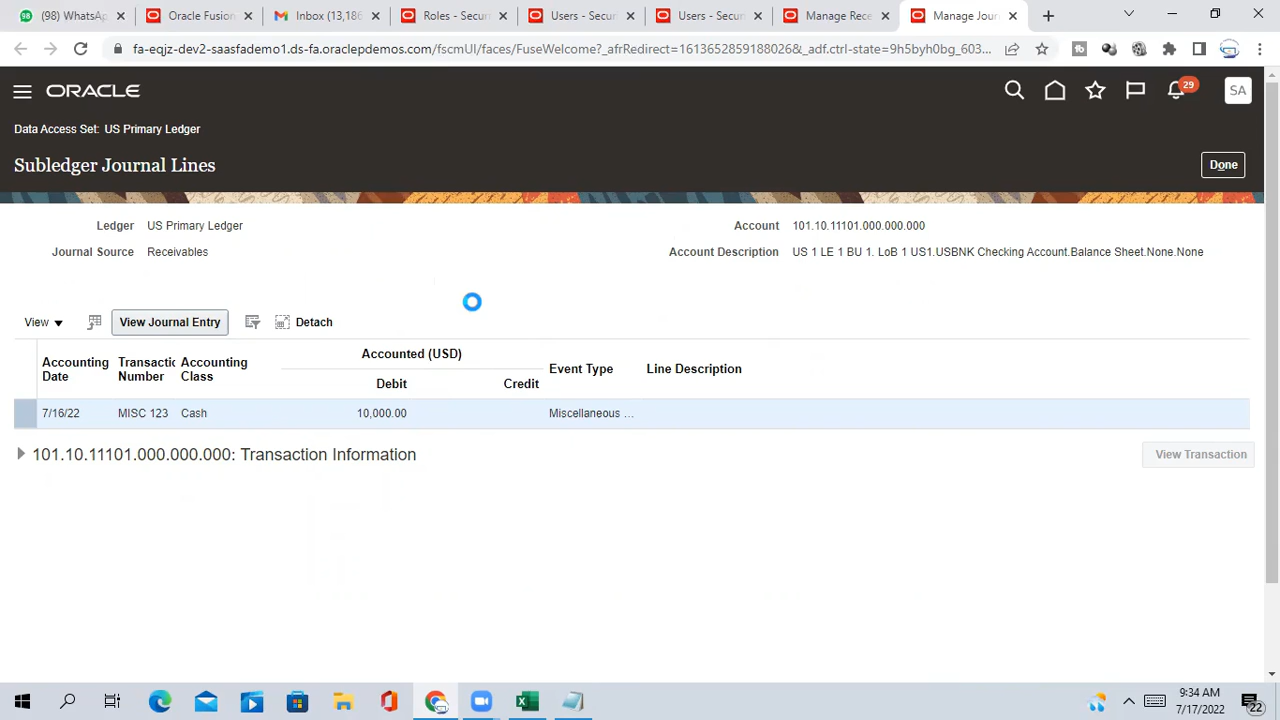 (98) WhatsAp
Oracle Fusion
Inbox (13,186
Roles - Securi
Users - Secur
Users - Secur
Manage Rece
Manage Jour
fa-eqjz-dev2-saasfademo1.ds-fa.oraclepdemos.com/fscmUI/faces/FuseWelcome?_afrRedirect=16136528591880268&_adf.ctrl-state=9h5byh0bg_603...
ORACLE
29
SA
Data Access Set: US Primary Ledger
Subledger Journal Lines
Done
Ledger US Primary Ledger
Account 101.10.11101.000.000.000
Journal Source Receivables
Account Description US 1 LE 1 BU 1. LoB 1 US1.USBNK Checking Account.Balance Sheet.None.None
View
View Journal Entry
Detach
Accounting Date
Transactic Number
Accounting Class
Accounted (USD)
Debit
Credit
Event Type
Line Description
7/16/22 MISC 123 Cash 10,000.00 Miscellaneous ...
101.10.11101.000.000.000: Transaction Information
View Transaction
9:34 AM
7/17/2022
22